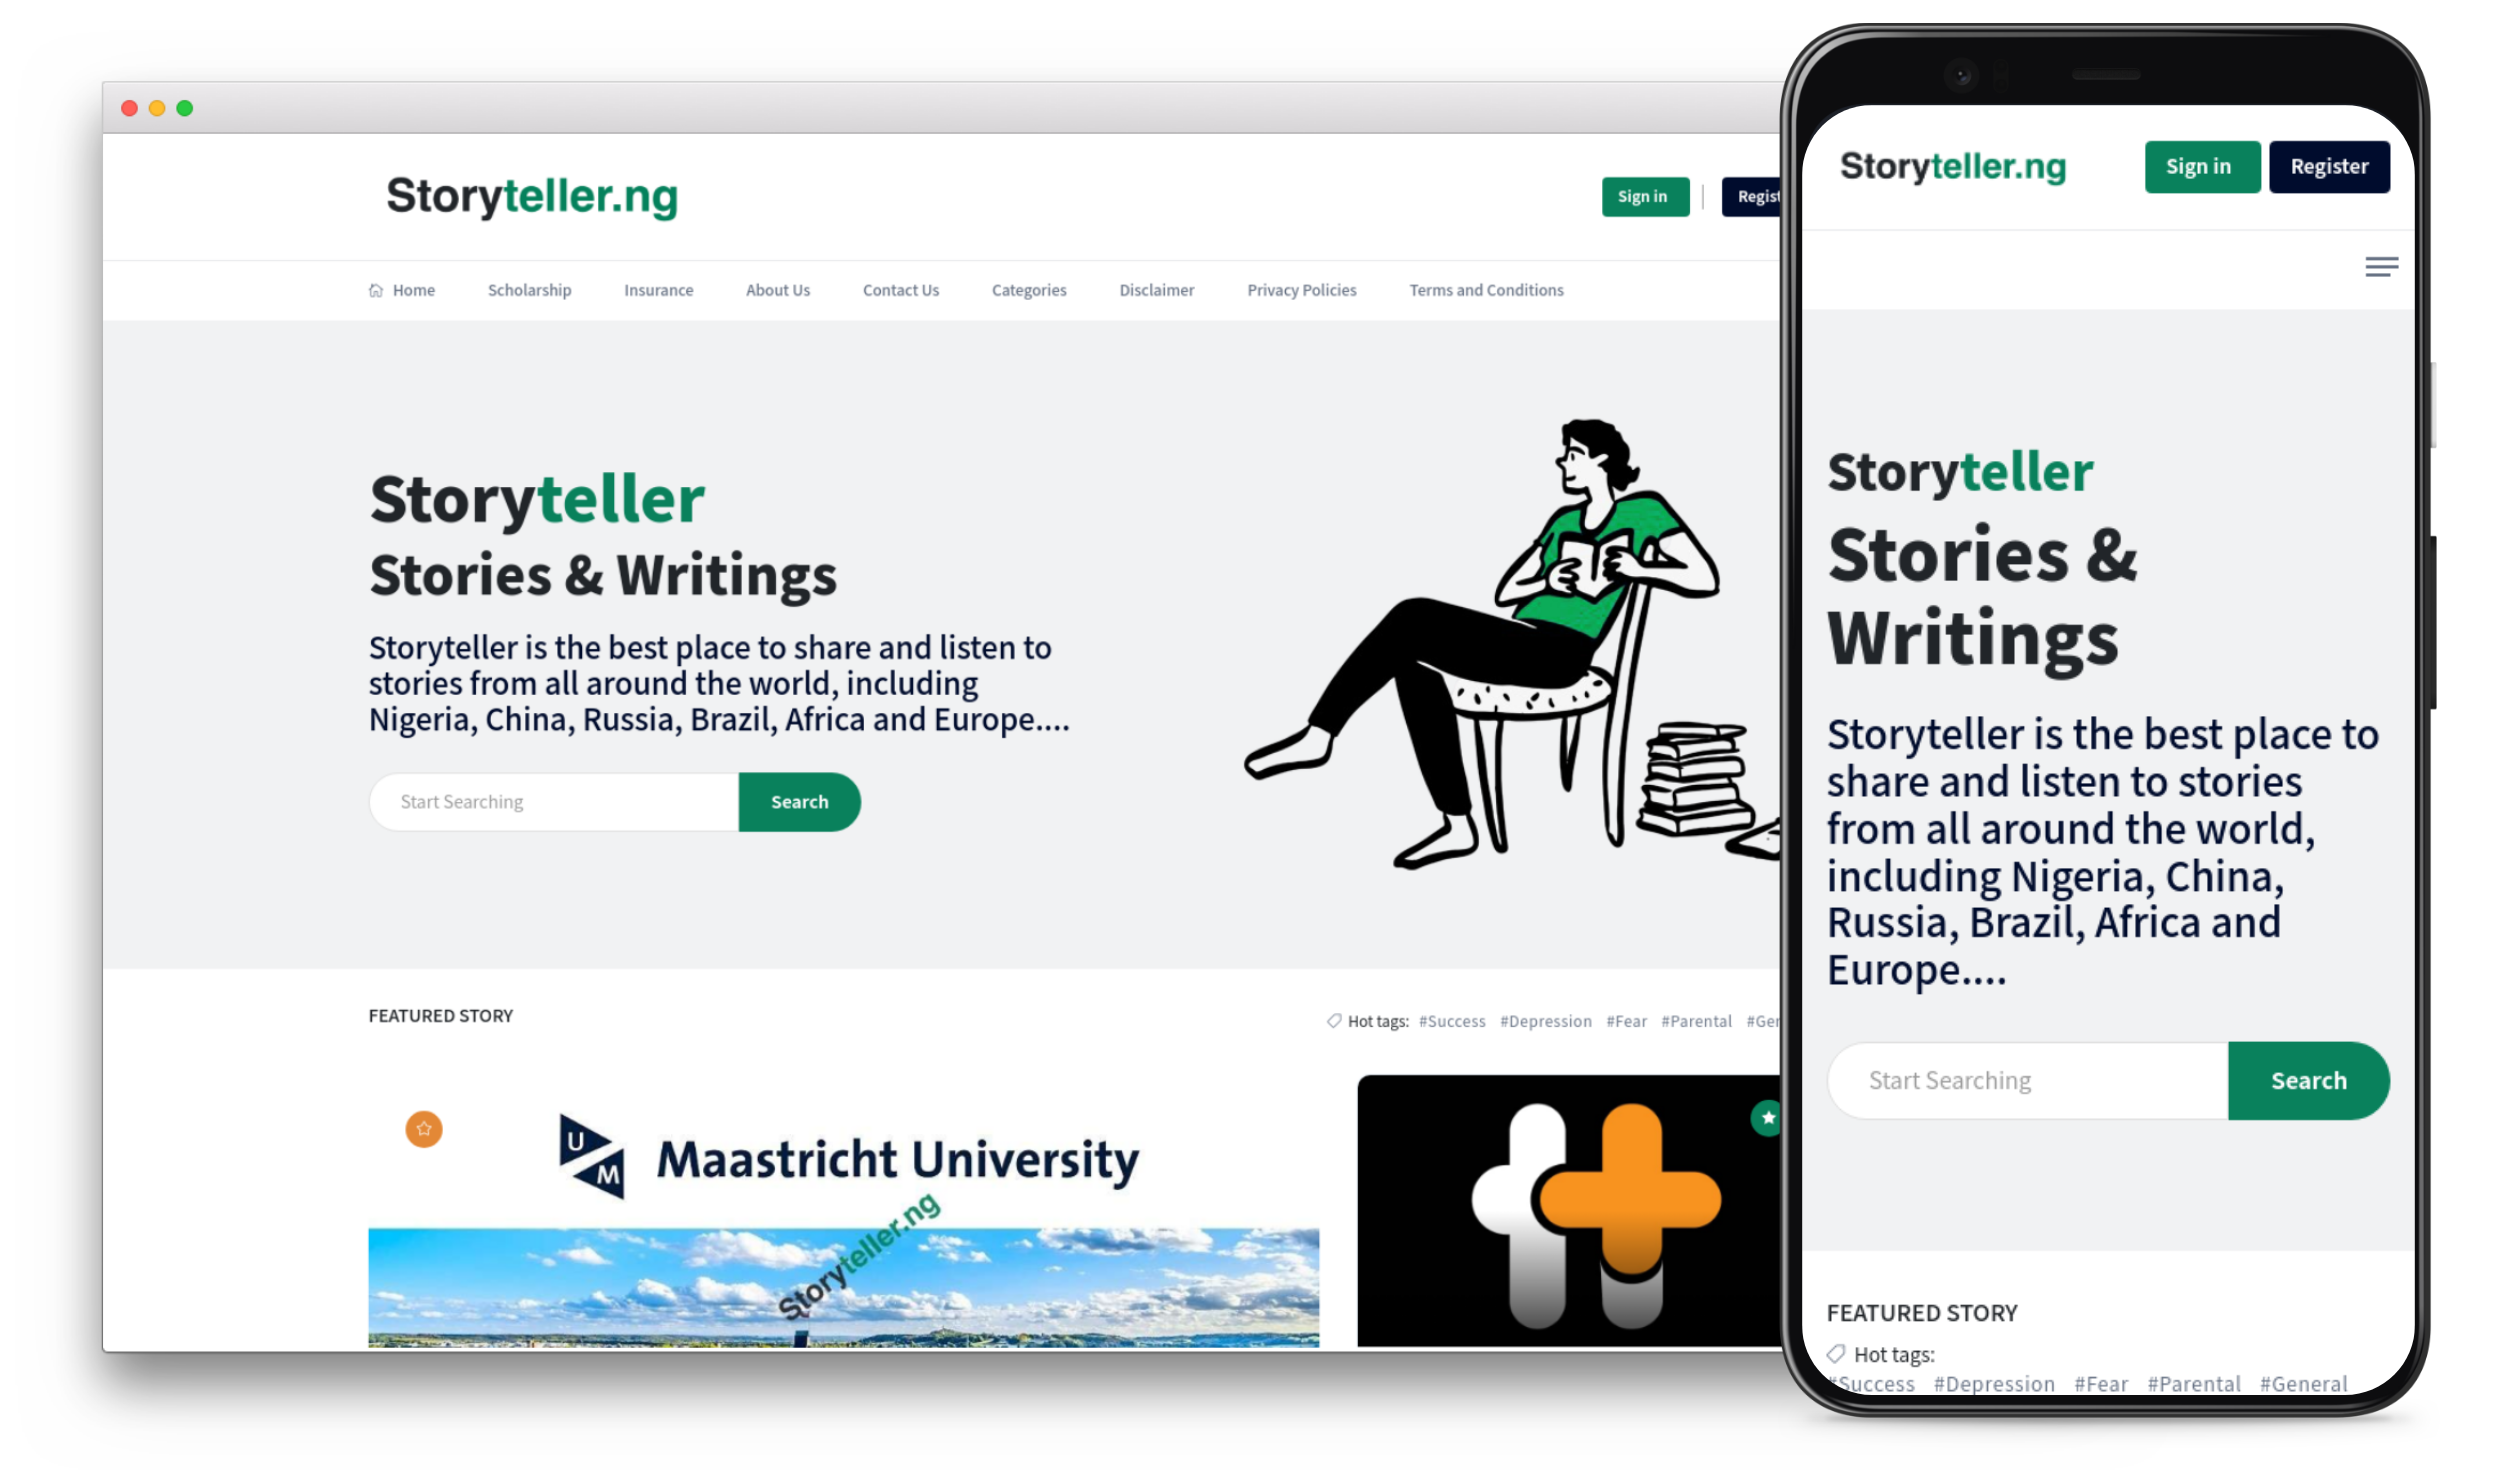 Storyteller.ng
Sign in
Home Scholarship Insurance About Us Contact Us Categories Disclaimer Privacy Policies Terms and Conditions
Storyteller
Stories & Writings
Storyteller is the best place to share and listen to
stories from all around the world, including
Nigeria, China, Russia, Brazil, Africa and Europe....
Start Searching Search
FEATURED STORY
Hot tags: #Success #Depression #Fear #Parental
UM Maastricht University
Storyteller.ng
Storyteller.ng Sign in Register
Storyteller
Stories &
Writings
Storyteller is the best place to
share and listen to stories
from all around the world,
including Nigeria, China,
Russia, Brazil, Africa and
Europe....
Start Searching Search
FEATURED STORY
Hot tags:
#Success #Depression #Fear #Parental #General